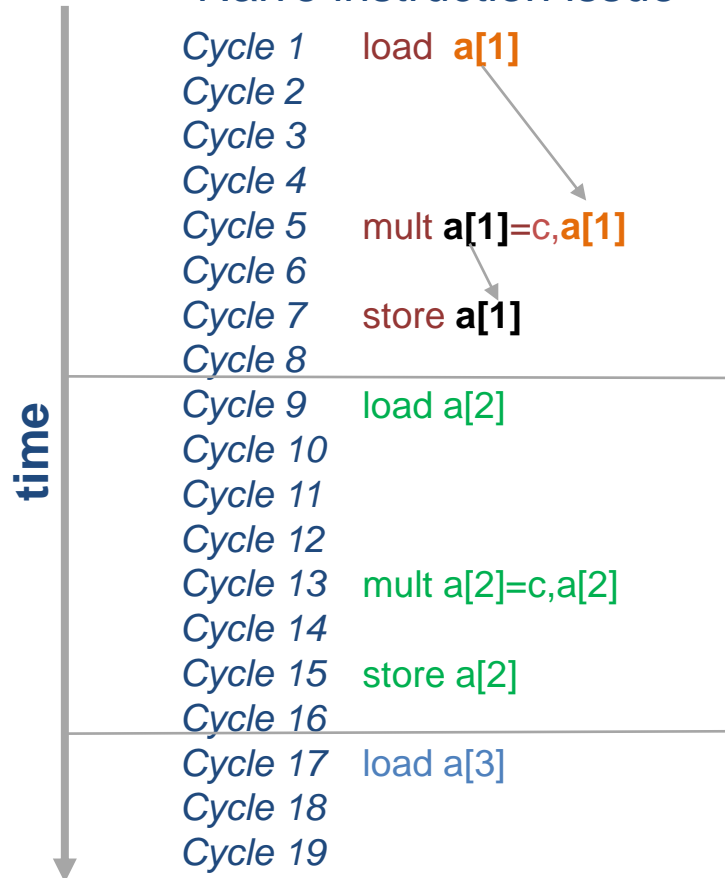 instruction issue
Cycle 1 load a[1]
Cycle 2
Cycle 3
Cycle 4
Cycle 5 mult a[1]=c,a[1]
Cycle 6
Cycle 7 store a[1]
Cycle 8
time
Cycle 9 load a[2]
Cycle 10
Cycle 11
Cycle 12
Cycle 13 mult a[2]=c,a[2]
Cycle 14
Cycle 15 store a[2]
Cycle 16
Cycle 17 load a[3]
Cycle 18
Cycle 19